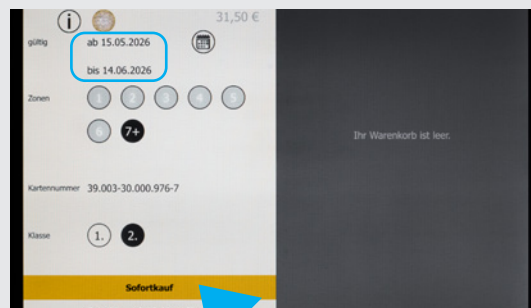 31,50 €
gültig ab 15.05.2026
bis 14.06.2026
Zonen 1 2 3 4 5
6 7+
Ihr Warenkorb ist leer.
Kartennummer 39.003-30.000.976-7
Klasse 1. 2.
Sofortkauf